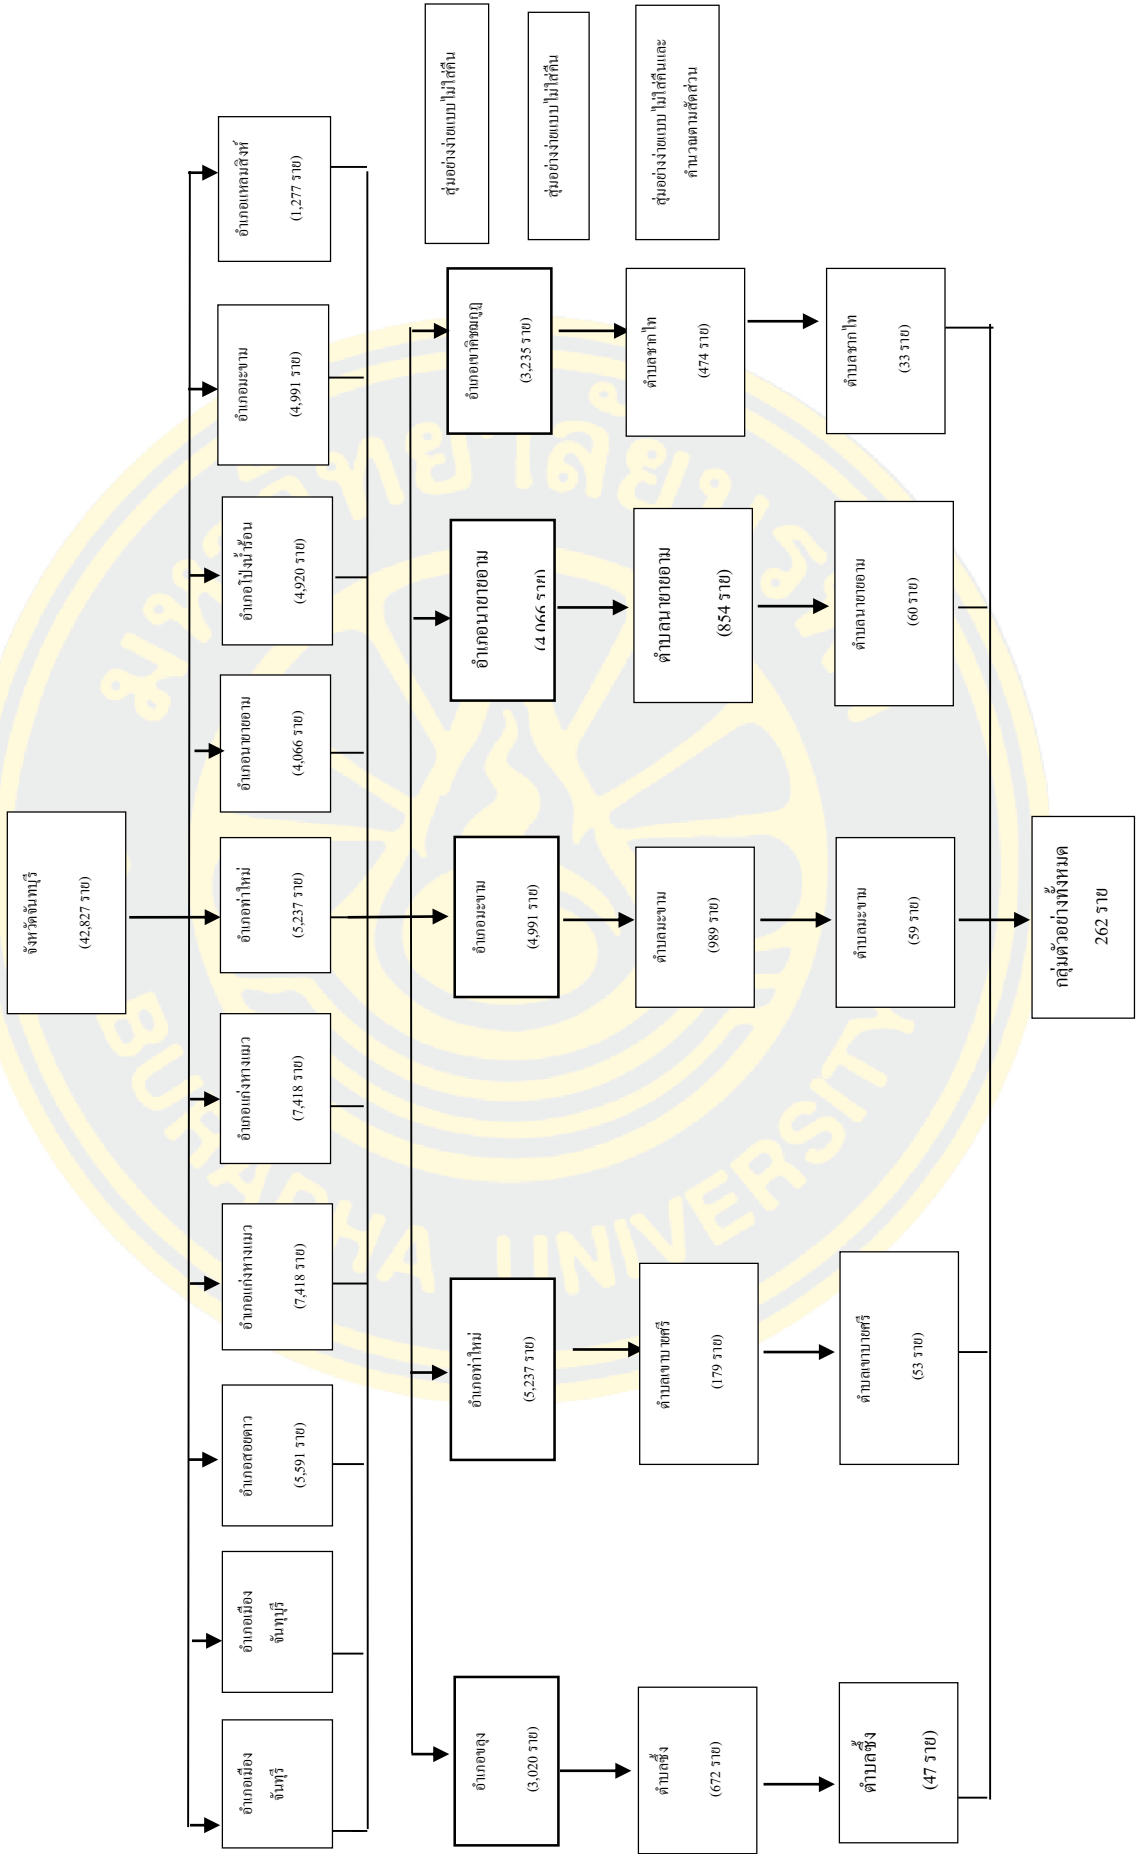 จังหวัดจันทบุรี
(42,827 ราย)
อำเภอเมือง
จันทุรี
อำเภอเมือง
จันทุบุรี
อำเภอสอยดาว
(5,591 ราย)
อำเภอแก่งหางแมว
(7,418 ราย)
อำเภอแก่งหางแมว
(7,418 ราย)
อำเภอท่าใหม่
(5,237 ราย)
อำเภอนายายอาม
(4,066 ราย)
อำเภอโป่งน้ำร้อน
(4,920 ราย)
อำเภอมะขาม
(4,991 ราย)
อำเภอแหลมสิงห์
(1,277 ราย)
สุ่มอย่างง่ายแบบไม่ใส่คืน
อำเภอขลุง
(3,020 ราย)
อำเภอท่าใหม่
(5,237 ราย)
อำเภอมะขาม
(4,991 ราย)
อำเภอนายายอาม
(4,066 ราย)
อำเภอเขาคิชฌกูฏ
(3,235 ราย)
สุ่มอย่างง่ายแบบไม่ใส่คืน
ตำบลซึ้ง
(672 ราย)
ตำบลเขาบายศรี
(179 ราย)
ตำบลมะขาม
(989 ราย)
ตำบลนายายอาม
(854 ราย)
ตำบลชากไท
(474 ราย)
สุ่มอย่างง่ายแบบไม่ใส่คืนและ
คำนวณตามสัดส่วน
ตำบลซึ้ง
(47 ราย)
ตำบลเขาบายศรี
(53 ราย)
ตำบลมะขาม
(59 ราย)
ตำบลนายายอาม
(60 ราย)
ตำบลชากไท
(33 ราย)
กลุ่มตัวอย่างทั้งหมด
262 ราย
BURAPHA UNIVERSITY